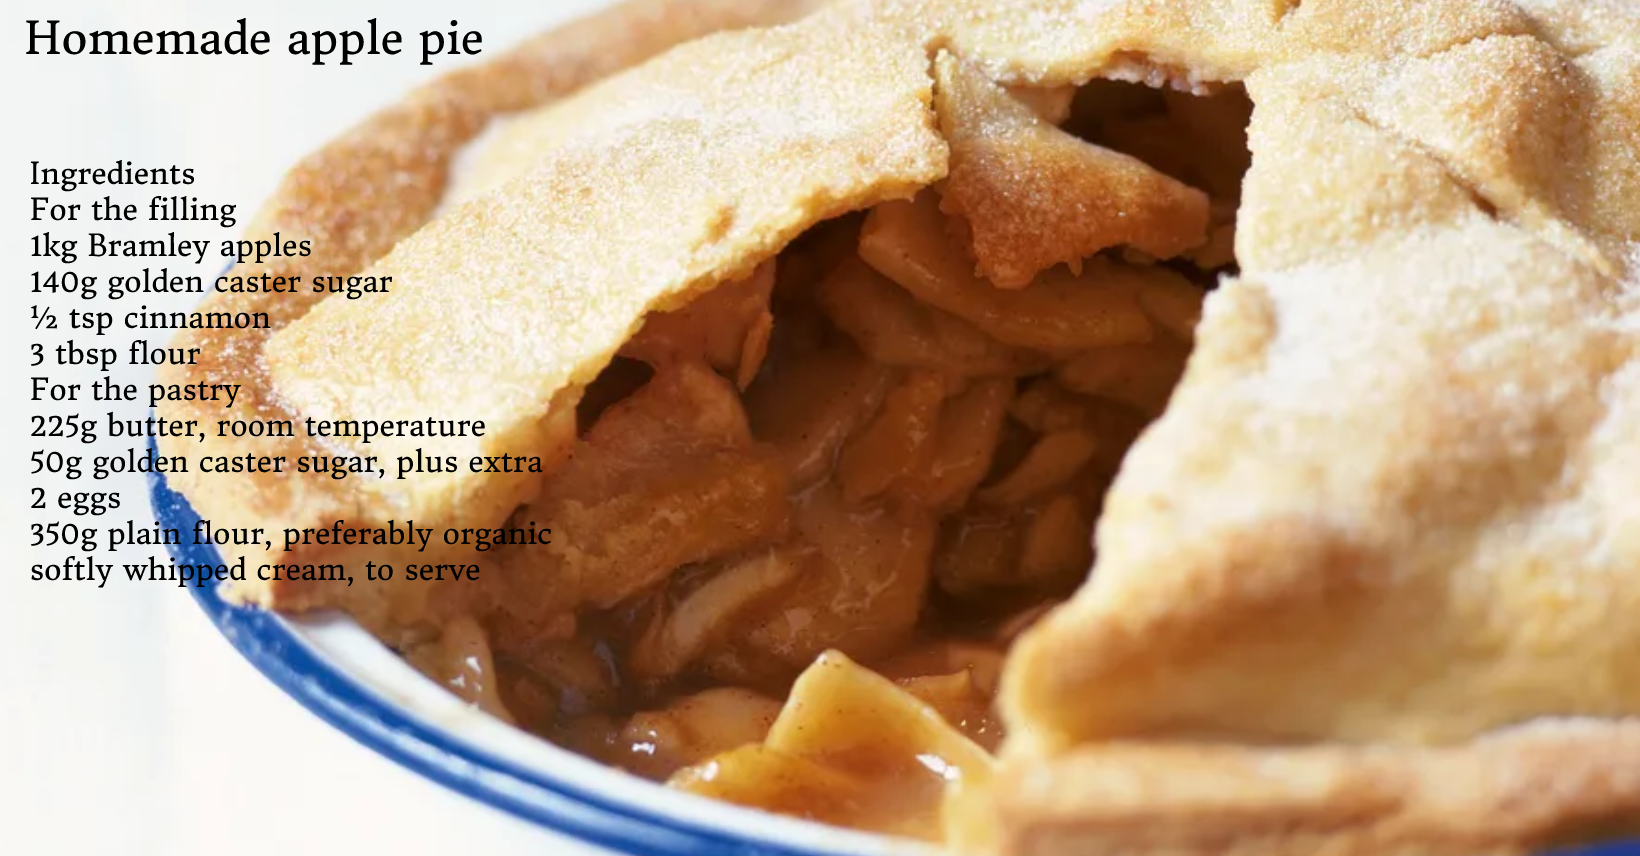 Homemade apple pie
Ingredients
For the filling
1kg Bramley apples
140g golden caster sugar
½ tsp cinnamon
3 tbsp flour
For the pastry
225g butter, room temperature
50g golden caster sugar, plus extra
2 eggs
350g plain flour, preferably organic
softly whipped cream, to serve